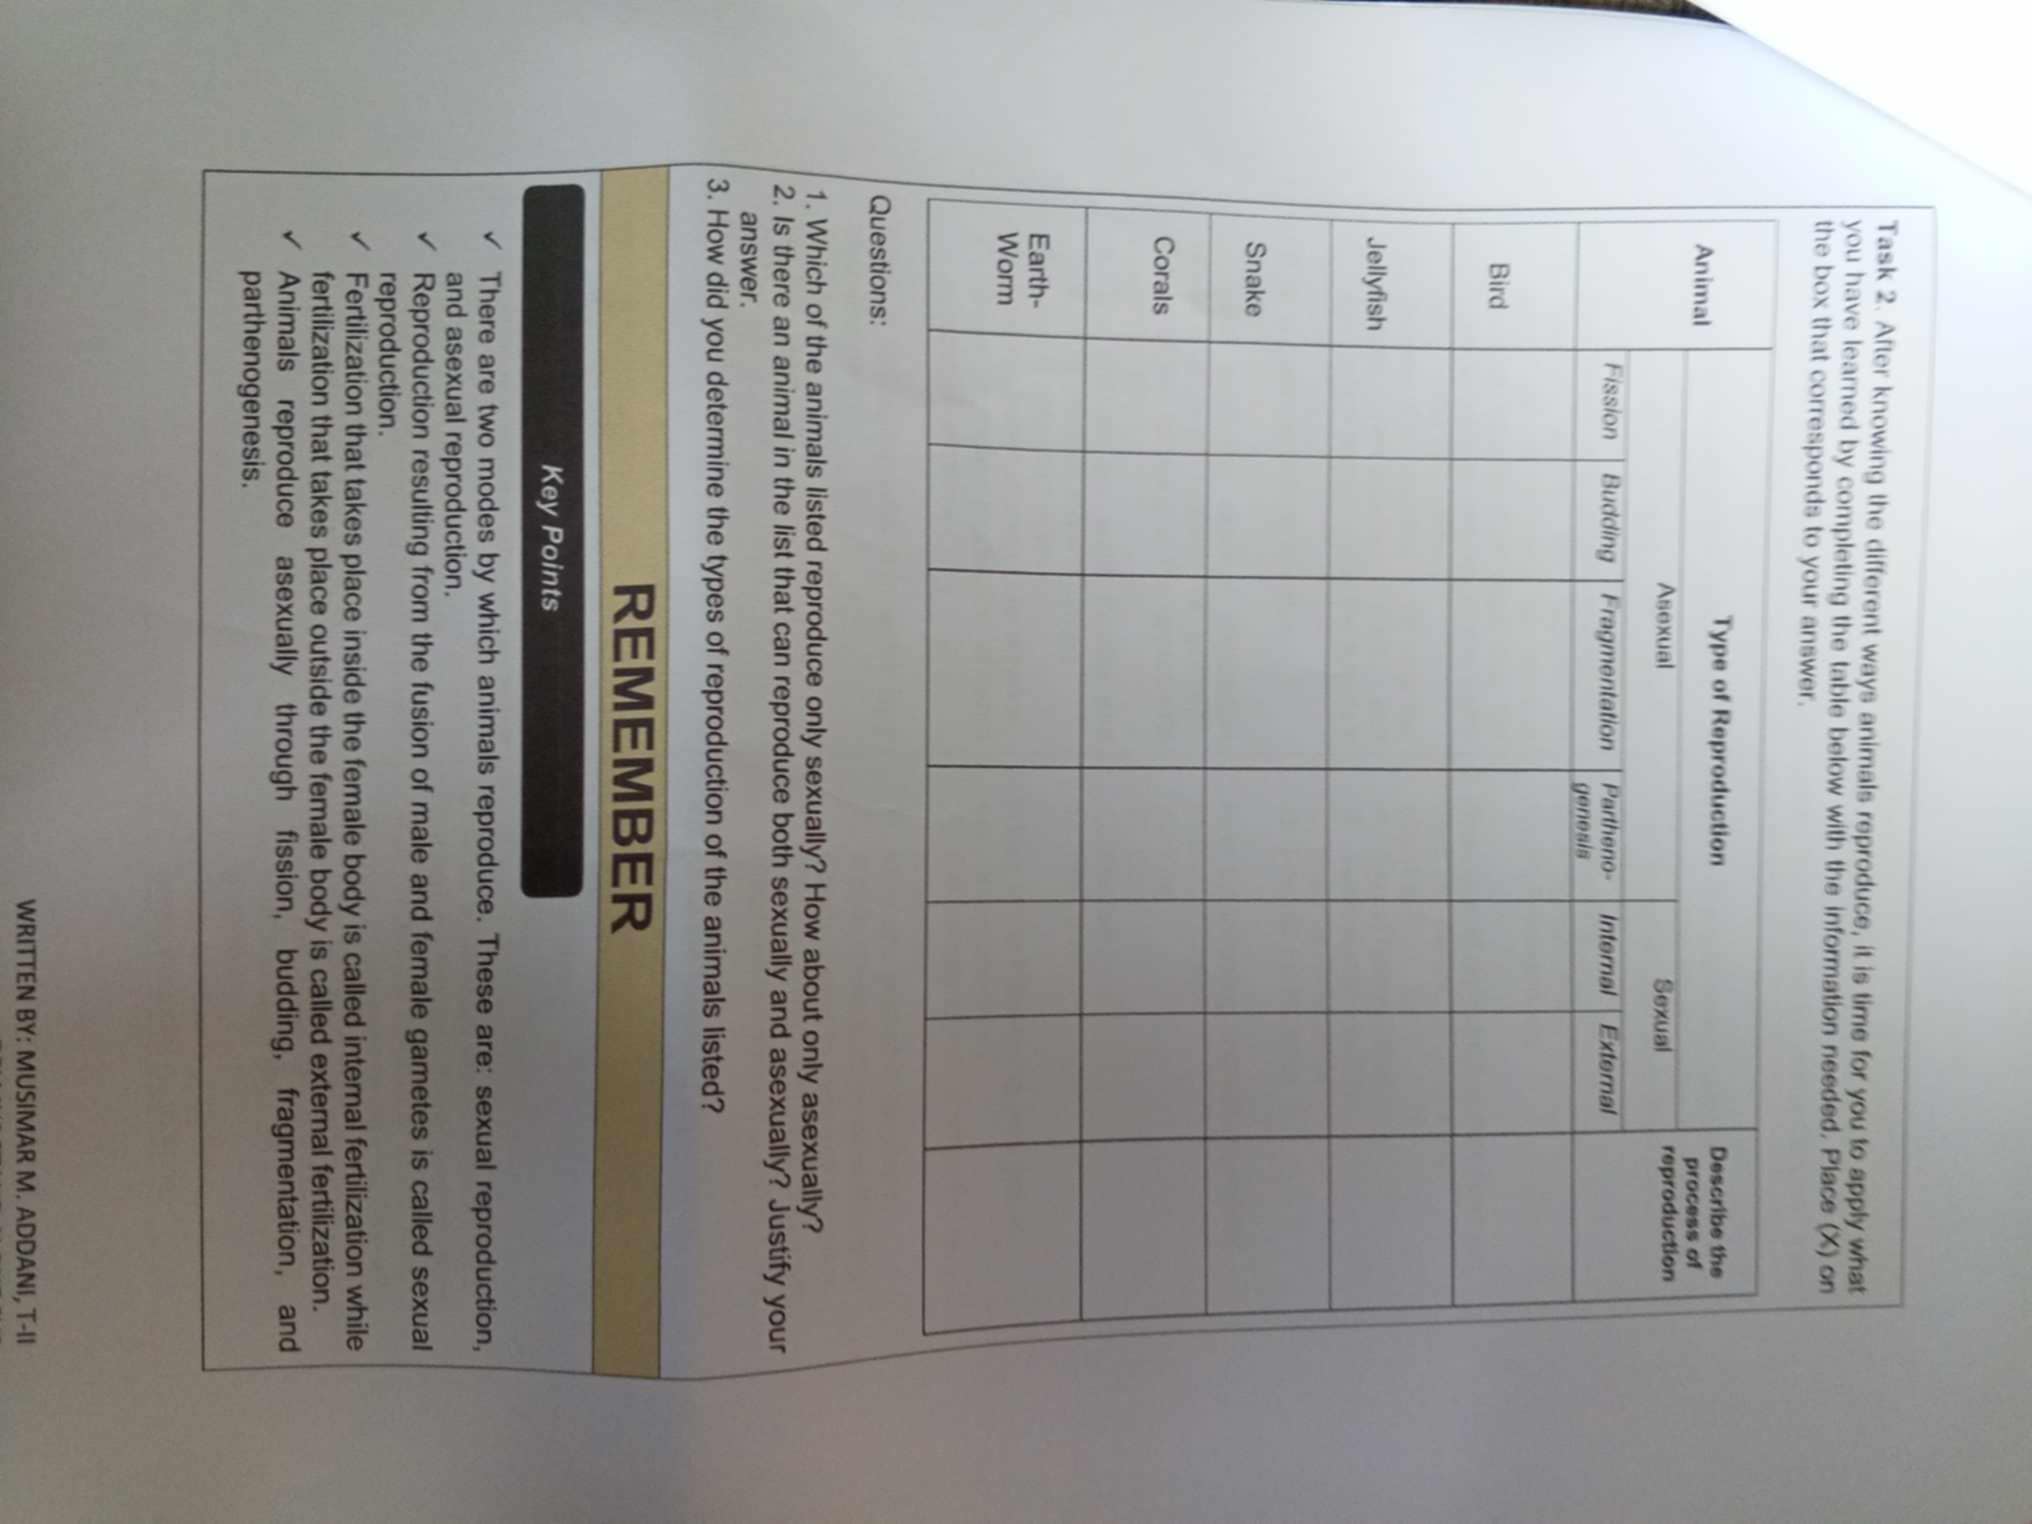 Task 2. After knowing the different ways animals reproduce, it is time for you to apply what
you have learned by completing the table below with the information needed. Place (X) on
the box that corresponds to your answer.
Animal
Type of Reproduction
Describe the
process of
reproduction
Asexual
Sexual
Fission
Budding
Fragmentation
Partheno-
genesis
Internal
External
Bird
Jellyfish
Snake
Corals
Earth-
Worm
Questions:
1. Which of the animals listed reproduce only sexually? How about only asexually?
2. Is there an animal in the list that can reproduce both sexually and asexually? Justify your
answer.
3. How did you determine the types of reproduction of the animals listed?
REMEMBER
Key Points
✓ There are two modes by which animals reproduce. These are: sexual reproduction,
and asexual reproduction.
✓ Reproduction resulting from the fusion of male and female gametes is called sexual
reproduction.
✓ Fertilization that takes place inside the female body is called internal fertilization while
fertilization that takes place outside the female body is called external fertilization.
✓ Animals reproduce asexually through fission, budding, fragmentation, and
parthenogenesis.
WRITTEN BY: MUSIMAR M. ADDANI, T-II